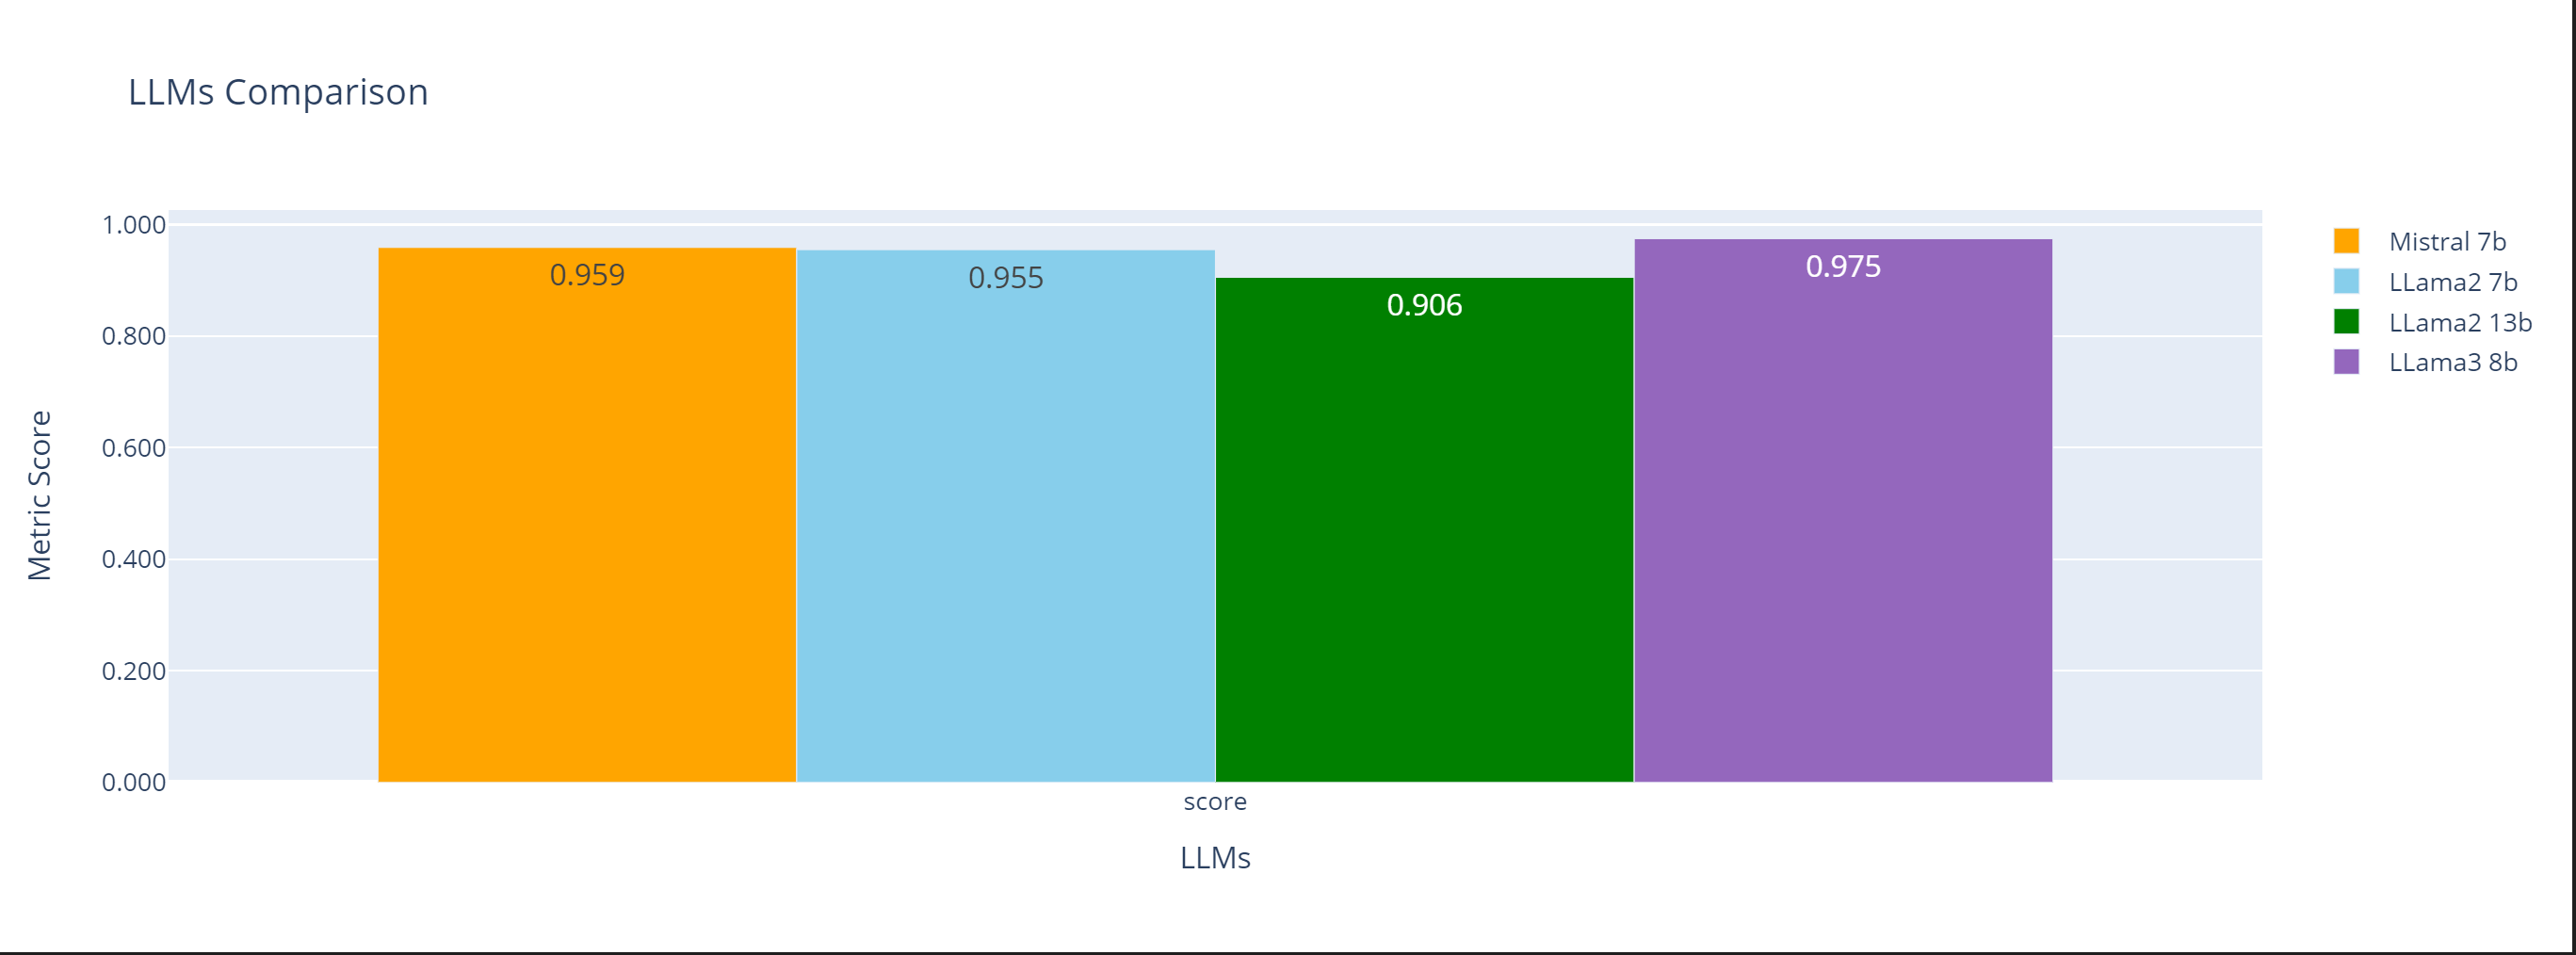 LLMs Comparison
1.000
0.800
0.600
0.400
0.200
0.000
Metric Score
0.959
0.955
0.906
0.975
score
LLMs
Mistral 7b
LLama2 7b
LLama2 13b
LLama3 8b